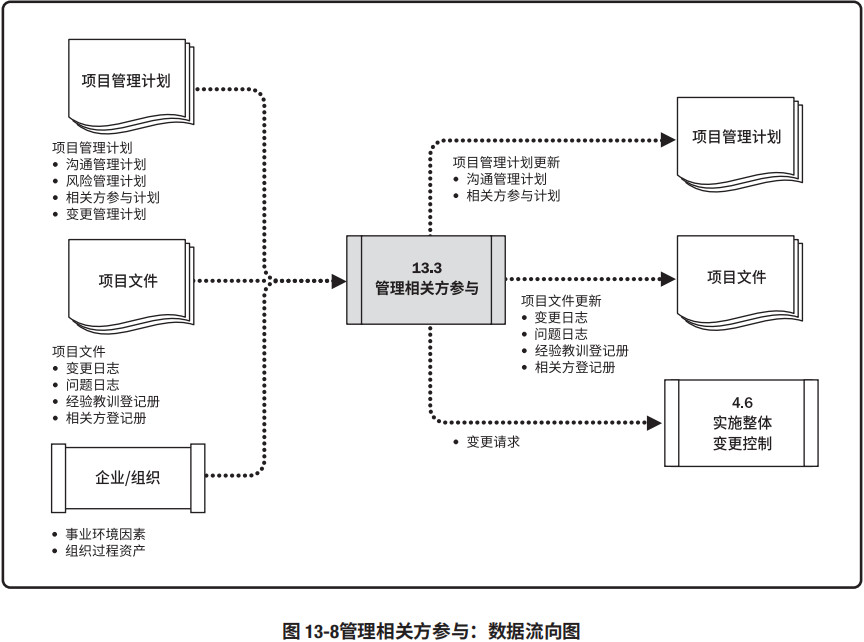 项目管理计划
项目管理计划
• 沟通管理计划
• 风险管理计划
• 相关方参与计划
• 变更管理计划
项目文件
项目文件
• 变更日志
• 问题日志
• 经验教训登记册
• 相关方登记册
企业/组织
• 事业环境因素
• 组织过程资产
13.3
管理相关方参与
项目管理计划更新
• 沟通管理计划
• 相关方参与计划
项目管理计划
项目文件更新
• 变更日志
• 问题日志
• 经验教训登记册
• 相关方登记册
项目文件
• 变更请求
4.6
实施整体
变更控制
图 13-8管理相关方参与：数据流向图